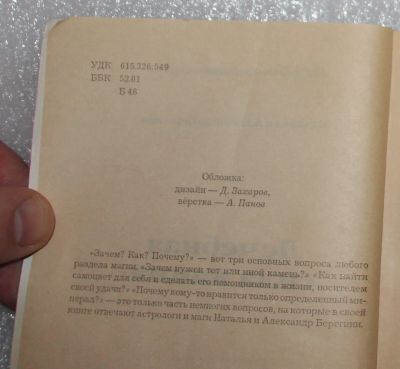 УДК 615.326:549
ББК 52.81
Б 48
Обложка:
дизайн — Д. Захаров,
вёрстка — А. Панов
«Зачем? Как? Почему?» — вот три основных вопроса любого
раздела магии. «Зачем нужен тот или иной камень?» «Как найти
самоцвет для себя и сделать его помощником в жизни, носителем
своей удачи?» «Почему кому-то нравится только определенный ми-
нерал?» — это только часть немногих вопросов, на которые в своей
книге отвечают астрологи и маги Наталья и Александр Берегини.